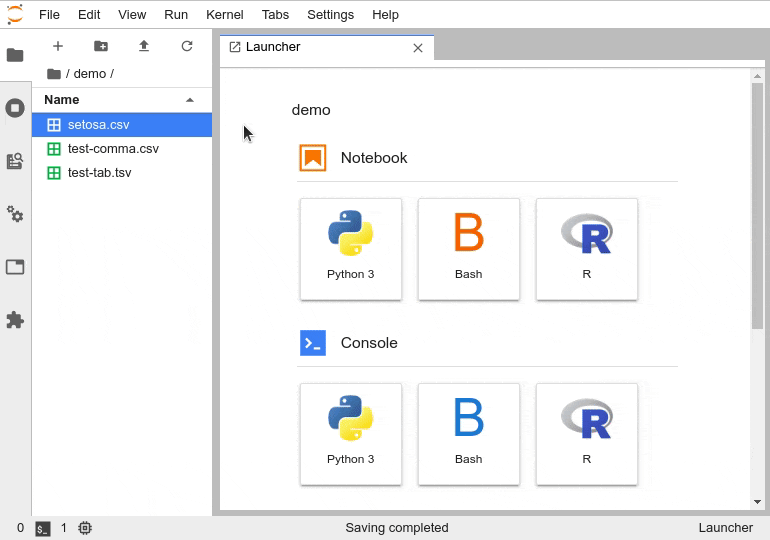 File Edit View Run Kernel Tabs Settings Help
Launcher
/ demo /
Name
setosa.csv
test-comma.csv
test-tab.tsv
demo
Notebook
B
R
Python 3 Bash R
Console
B
R
Python 3 Bash R
0 $_ 1 Saving completed Launcher